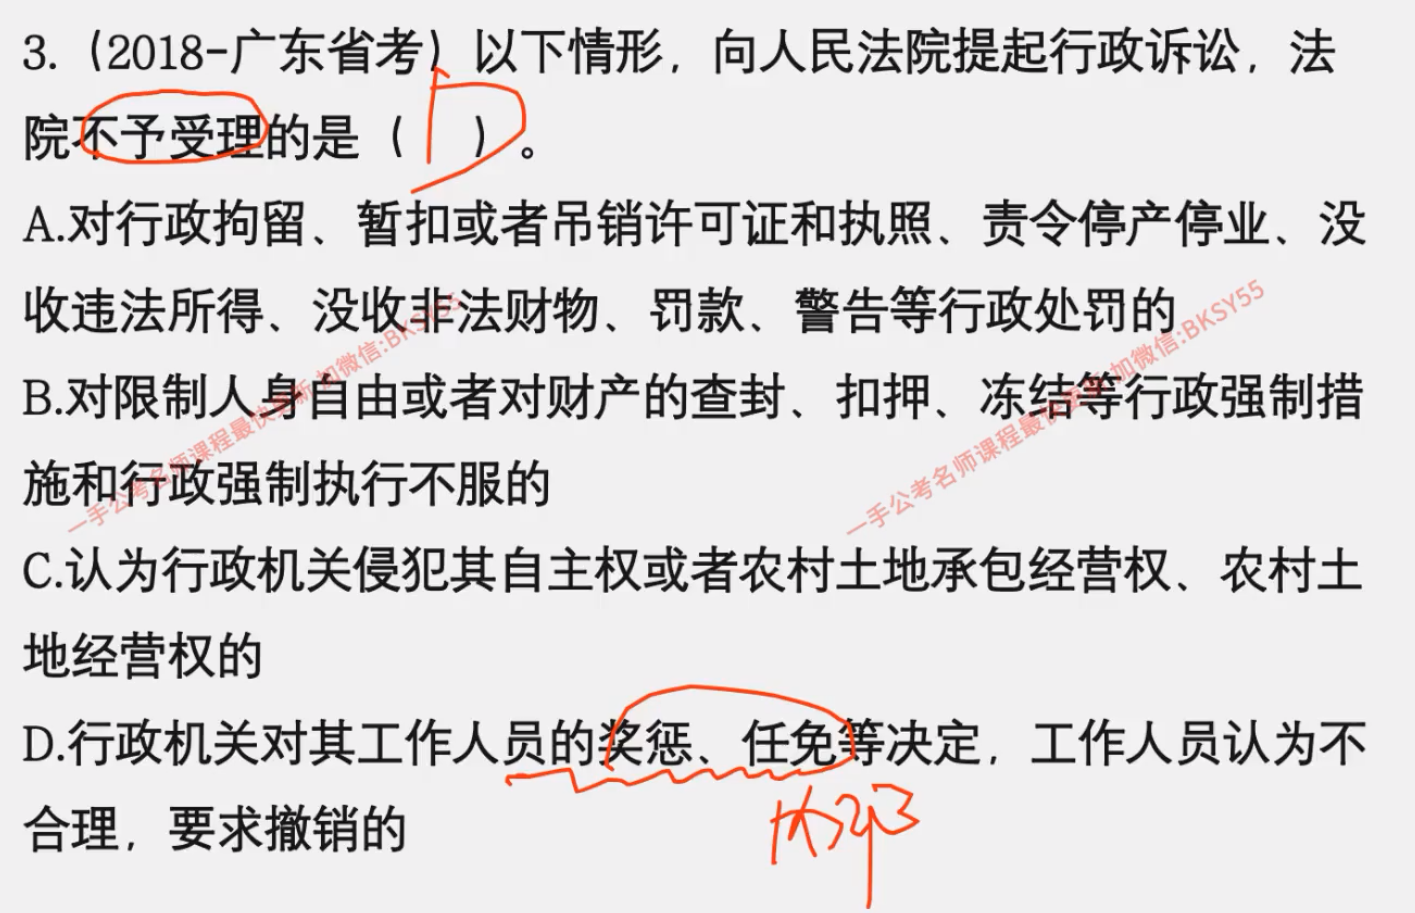 3.（2018-广东省考）以下情形，向人民法院提起行政诉讼，法
院不予受理的是（ D ）。
A.对行政拘留、暂扣或者吊销许可证和执照、责令停产停业、没
收违法所得、没收非法财物、罚款、警告等行政处罚的
B.对限制人身自由或者对财产的查封、扣押、冻结等行政强制措
施和行政强制执行不服的
C.认为行政机关侵犯其自主权或者农村土地承包经营权、农村土
地经营权的
D.行政机关对其工作人员的奖惩、任免等决定，工作人员认为不
合理，要求撤销的
内部
一手公考名师课程最快更新 加微信:BKSY55
一手公考名师课程最快更新 加微信:BKSY55